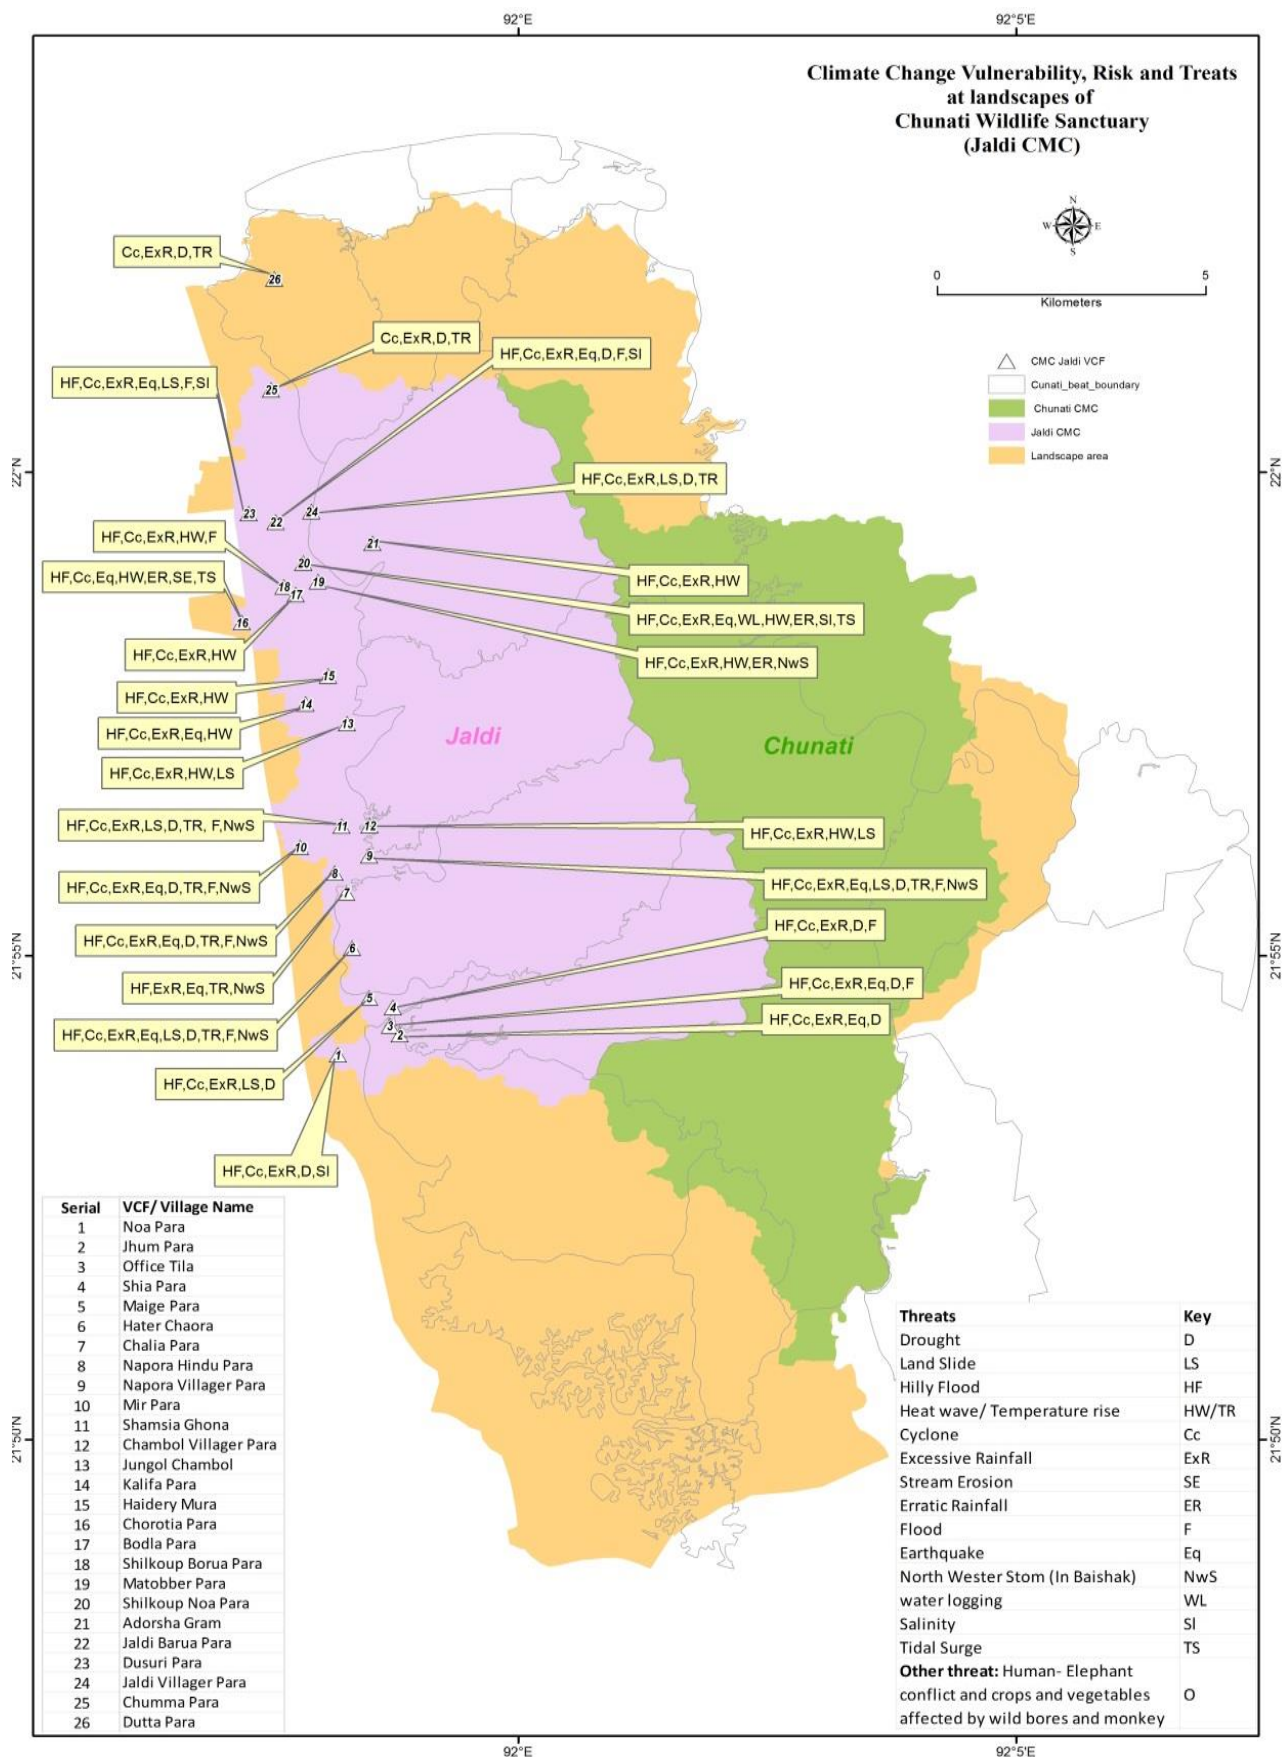 92°E
92°5'E
Climate Change Vulnerability, Risk and Treats
at landscapes of
Chunati Wildlife Sanctuary
(Jaldi CMC)
N
W
E
S
0
5
Kilometers
CMC Jaldi VCF
Cunati_beat_boundary
Chunati CMC
Jaldi CMC
Landscape area
Cc,ExR,D,TR
26
Cc,ExR,D,TR
HF,Cc,ExR,Eq,D,F,SI
HF,Cc,ExR,Eq,LS,F,SI
25
22°N
22°N
HF,Cc,ExR,LS,D,TR
23
22
24
HF,Cc,ExR,HW,F
21
HF,Cc,Eq,HW,ER,SE,TS
20
HF,Cc,ExR,HW
18
19
17
16
HF,Cc,ExR,Eq,WL,HW,ER,SI,TS
HF,Cc,ExR,HW
HF,Cc,ExR,HW,ER,NwS
15
HF,Cc,ExR,HW
14
HF,Cc,ExR,Eq,HW
13
Jaldi
Chunati
HF,Cc,ExR,HW,LS
HF,Cc,ExR,LS,D,TR, F,NwS
11
12
HF,Cc,ExR,HW,LS
10
9
HF,Cc,ExR,Eq,D,TR,F,NwS
8
HF,Cc,ExR,Eq,LS,D,TR,F,NwS
7
HF,Cc,ExR,D,F
HF,Cc,ExR,Eq,D,TR,F,NwS
6
21°55'N
21°55'N
HF,ExR,Eq,TR,NwS
HF,Cc,ExR,Eq,D,F
5
4
HF,Cc,ExR,Eq,D
3
2
HF,Cc,ExR,Eq,LS,D,TR,F,NwS
1
HF,Cc,ExR,LS,D
HF,Cc,ExR,D,SI
Serial VCF/ Village Name
1 Noa Para
2 Jhum Para
3 Office Tila
4 Shia Para
5 Maige Para
6 Hater Chaora
7 Chalia Para
8 Napora Hindu Para
9 Napora Villager Para
10 Mir Para
11 Shamsia Ghona
12 Chambol Villager Para
13 Jungol Chambol
14 Kalifa Para
15 Haidery Mura
16 Chorotia Para
17 Bodla Para
18 Shilkoup Borua Para
19 Matobber Para
20 Shilkoup Noa Para
21 Adorsha Gram
22 Jaldi Barua Para
23 Dusuri Para
24 Jaldi Villager Para
25 Chumma Para
26 Dutta Para
21°50'N
21°50'N
Threats Key
Drought D
Land Slide LS
Hilly Flood HF
Heat wave/ Temperature rise HW/TR
Cyclone Cc
Excessive Rainfall ExR
Stream Erosion SE
Erratic Rainfall ER
Flood F
Earthquake Eq
North Wester Stom (In Baishak) NwS
water logging WL
Salinity SI
Tidal Surge TS
Other threat: Human- Elephant
conflict and crops and vegetables O
affected by wild bores and monkey
92°E
92°5'E